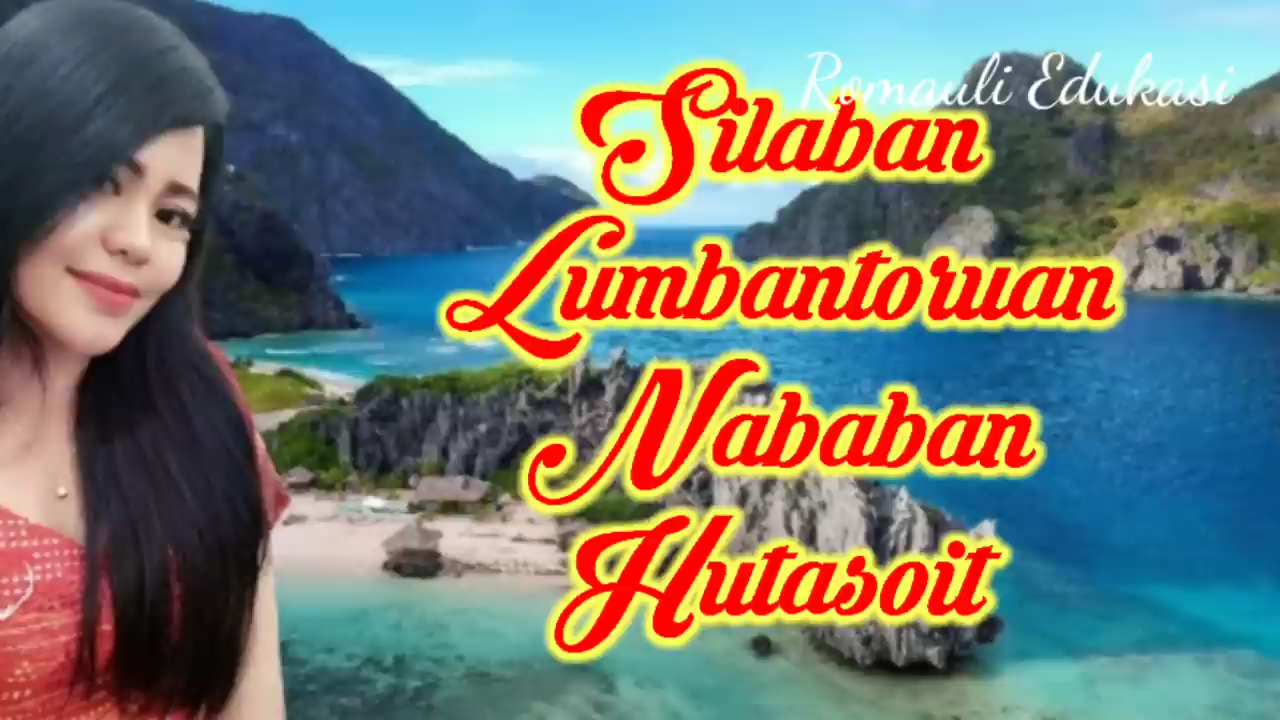 Romauli Edukasi
Silaban
Lumbantoruan
Nababan
Hutasoit